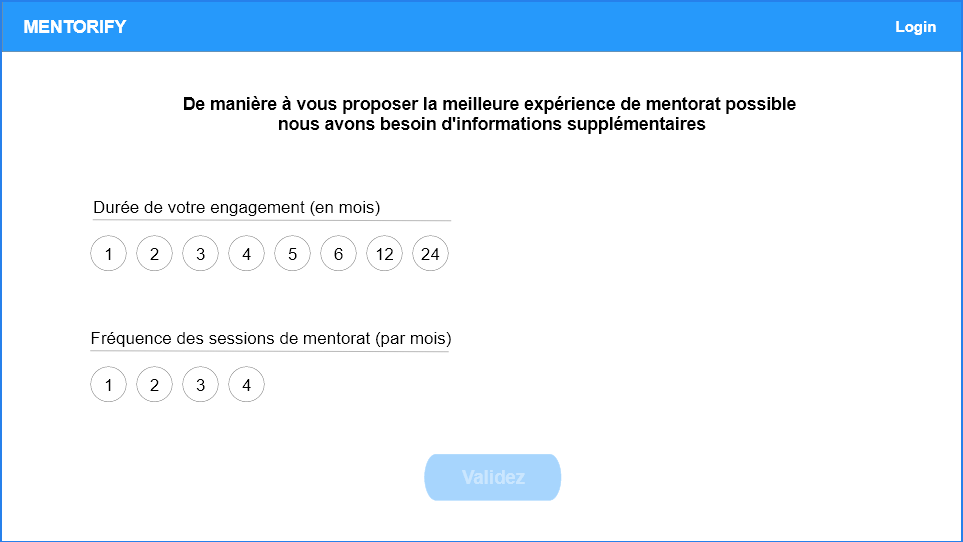 MENTORIFY
Login
De manière à vous proposer la meilleure expérience de mentorat possible
nous avons besoin d'informations supplémentaires
Durée de votre engagement (en mois)
1 2 3 4 5 6 12 24
Fréquence des sessions de mentorat (par mois)
1 2 3 4
Validez